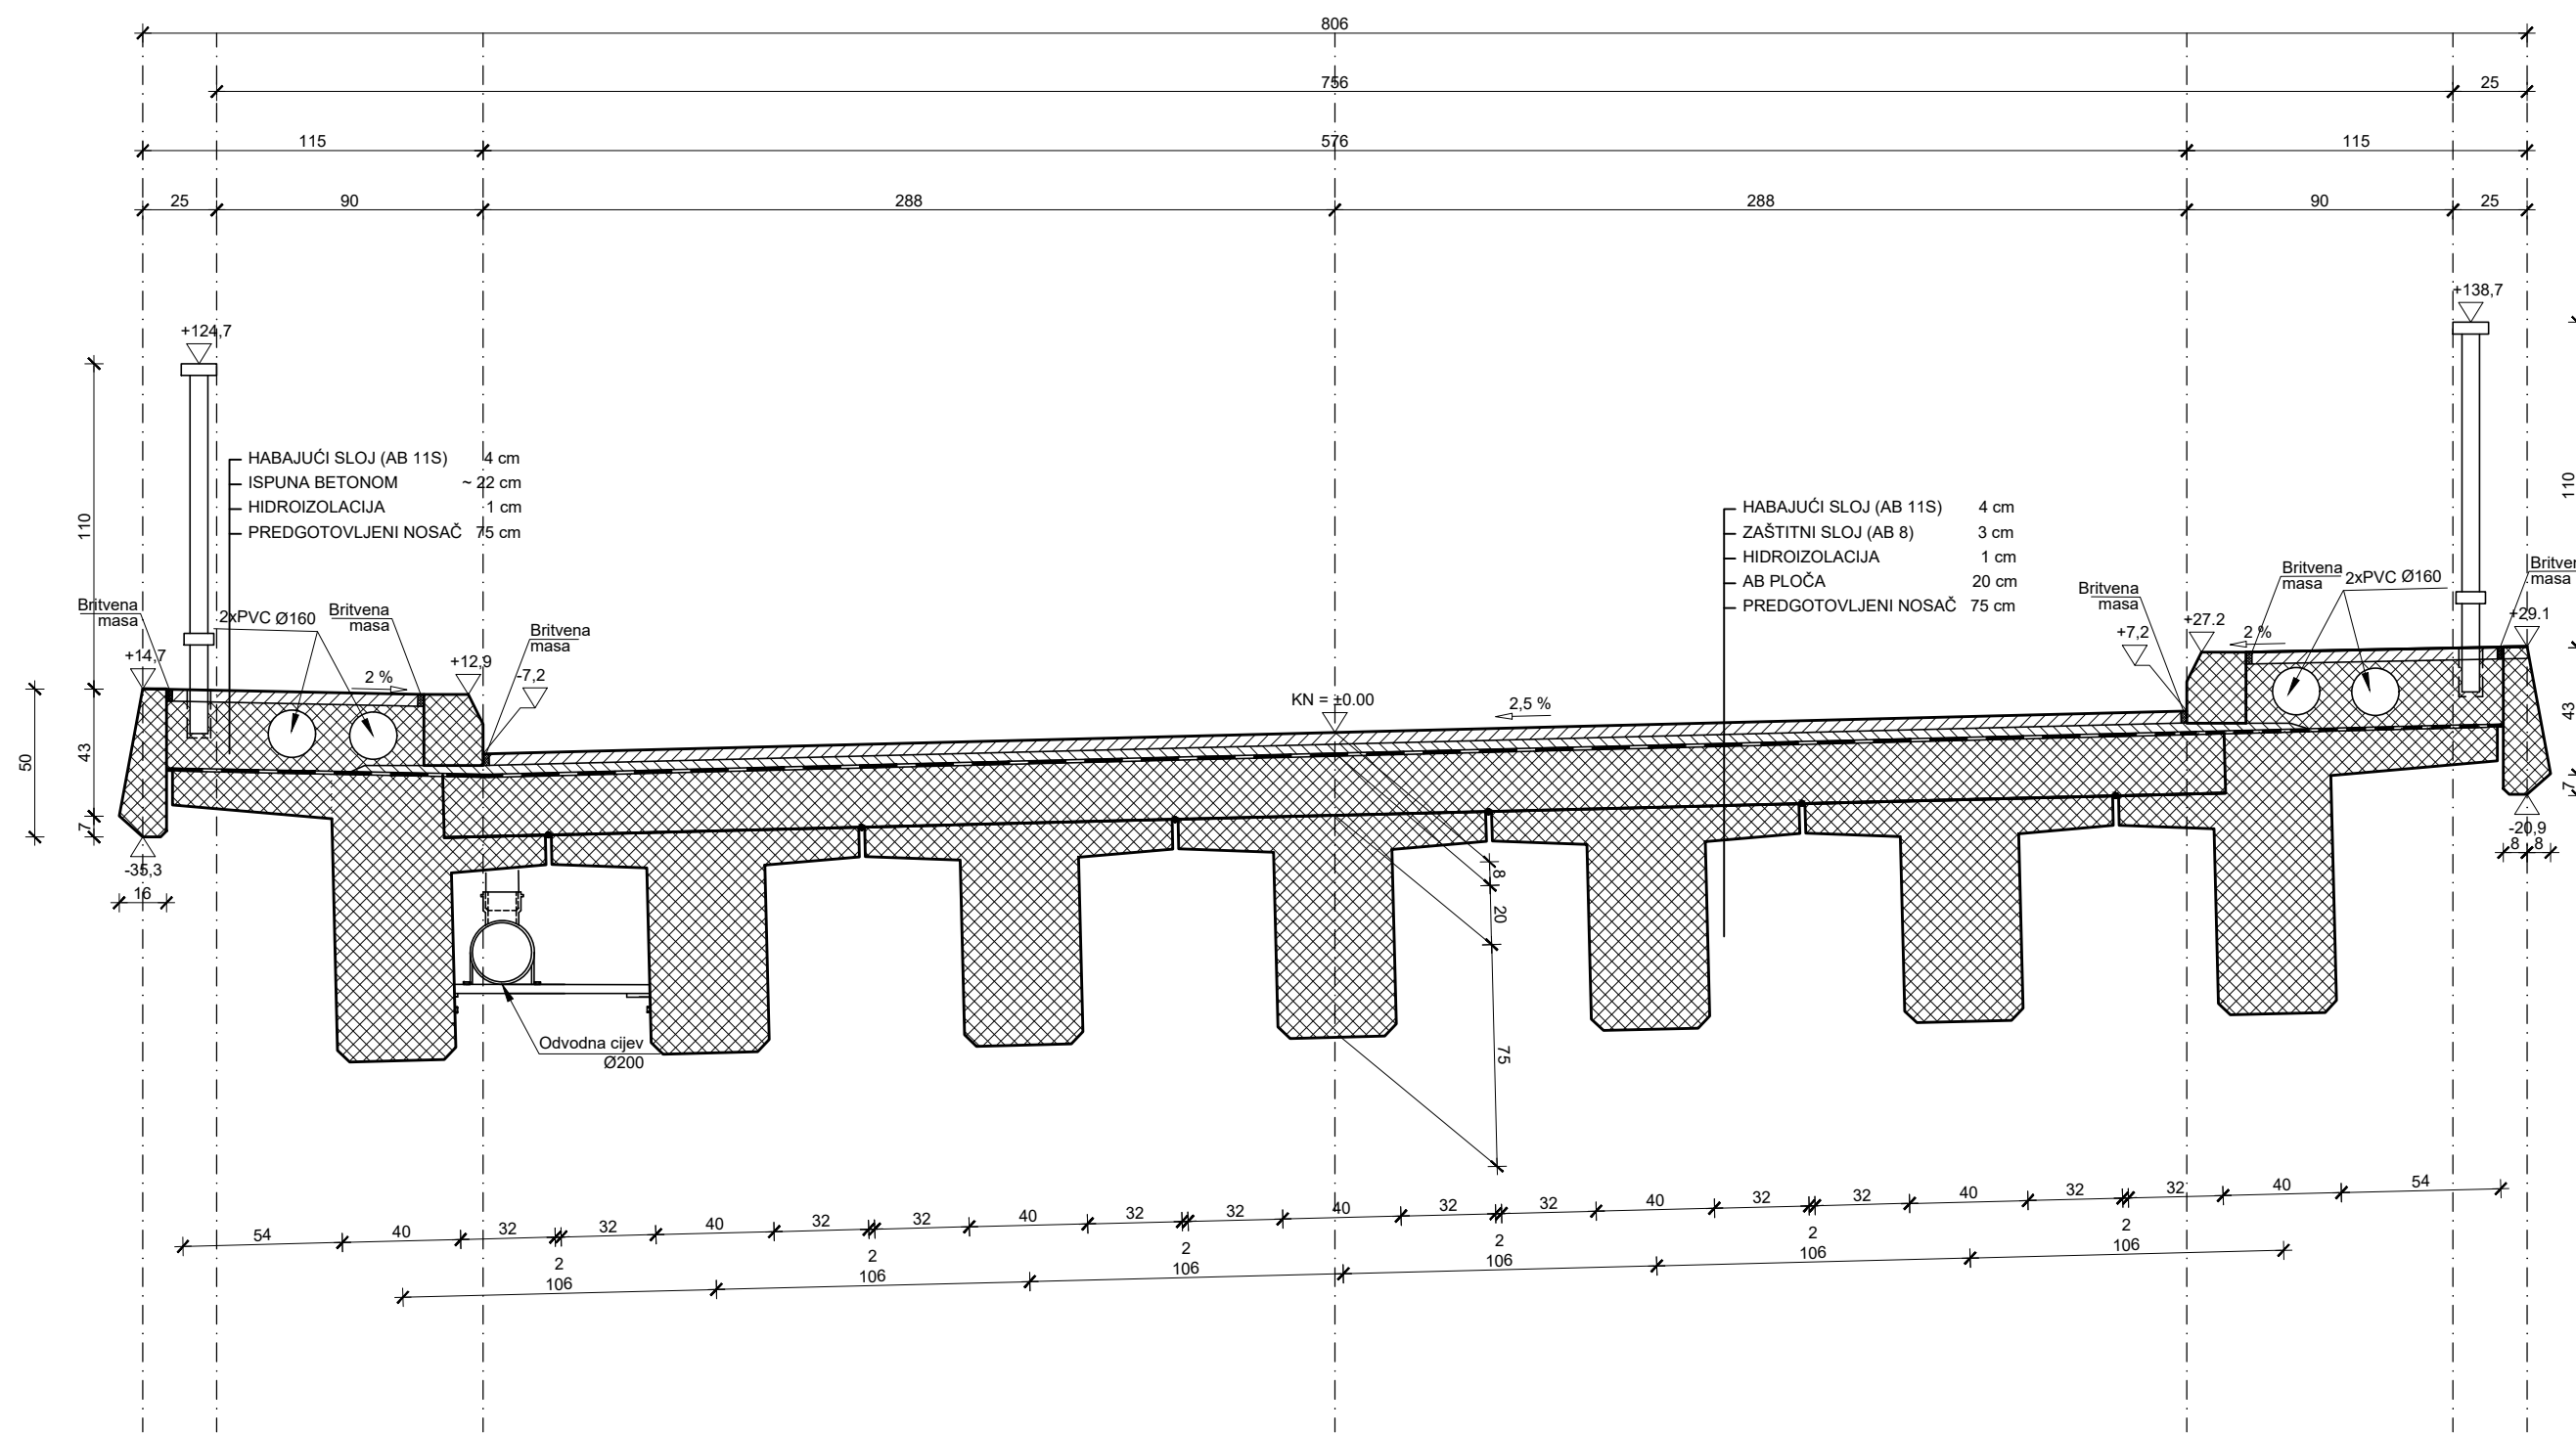 806
756 25
115 576 115
25 90 288 288 90 25
+138,7
+124,7
110
110
HABAJUĆI SLOJ (AB 11S) 4 cm
ISPUNA BETONOM ~ 22 cm
HIDROIZOLACIJA 1 cm
PREDGOTOVLJENI NOSAČ 75 cm
HABAJUĆI SLOJ (AB 11S) 4 cm
ZAŠTITNI SLOJ (AB 8) 3 cm
HIDROIZOLACIJA 1 cm
AB PLOČA 20 cm
PREDGOTOVLJENI NOSAČ 75 cm
Britvena
masa
2xPVC Ø160
Britvena
masa
Britvena
masa
Britvena
masa
Britvena
masa
2xPVC Ø160
Britven
masa
+14,7
2 %
+12,9
-7,2
KN = ±0.00
2,5 %
+7,2
+27.2
2 %
+29.1
50
43
7
43
7
-35,3
16
-20,9
8 8
8
20
75
Odvodna cijev
Ø200
54 40 32 32 40 32 32 40 32 32 40 32 32 40 32 32 40 32 32 40 54
2 2 2 2 2 2
106 106 106 106 106 106